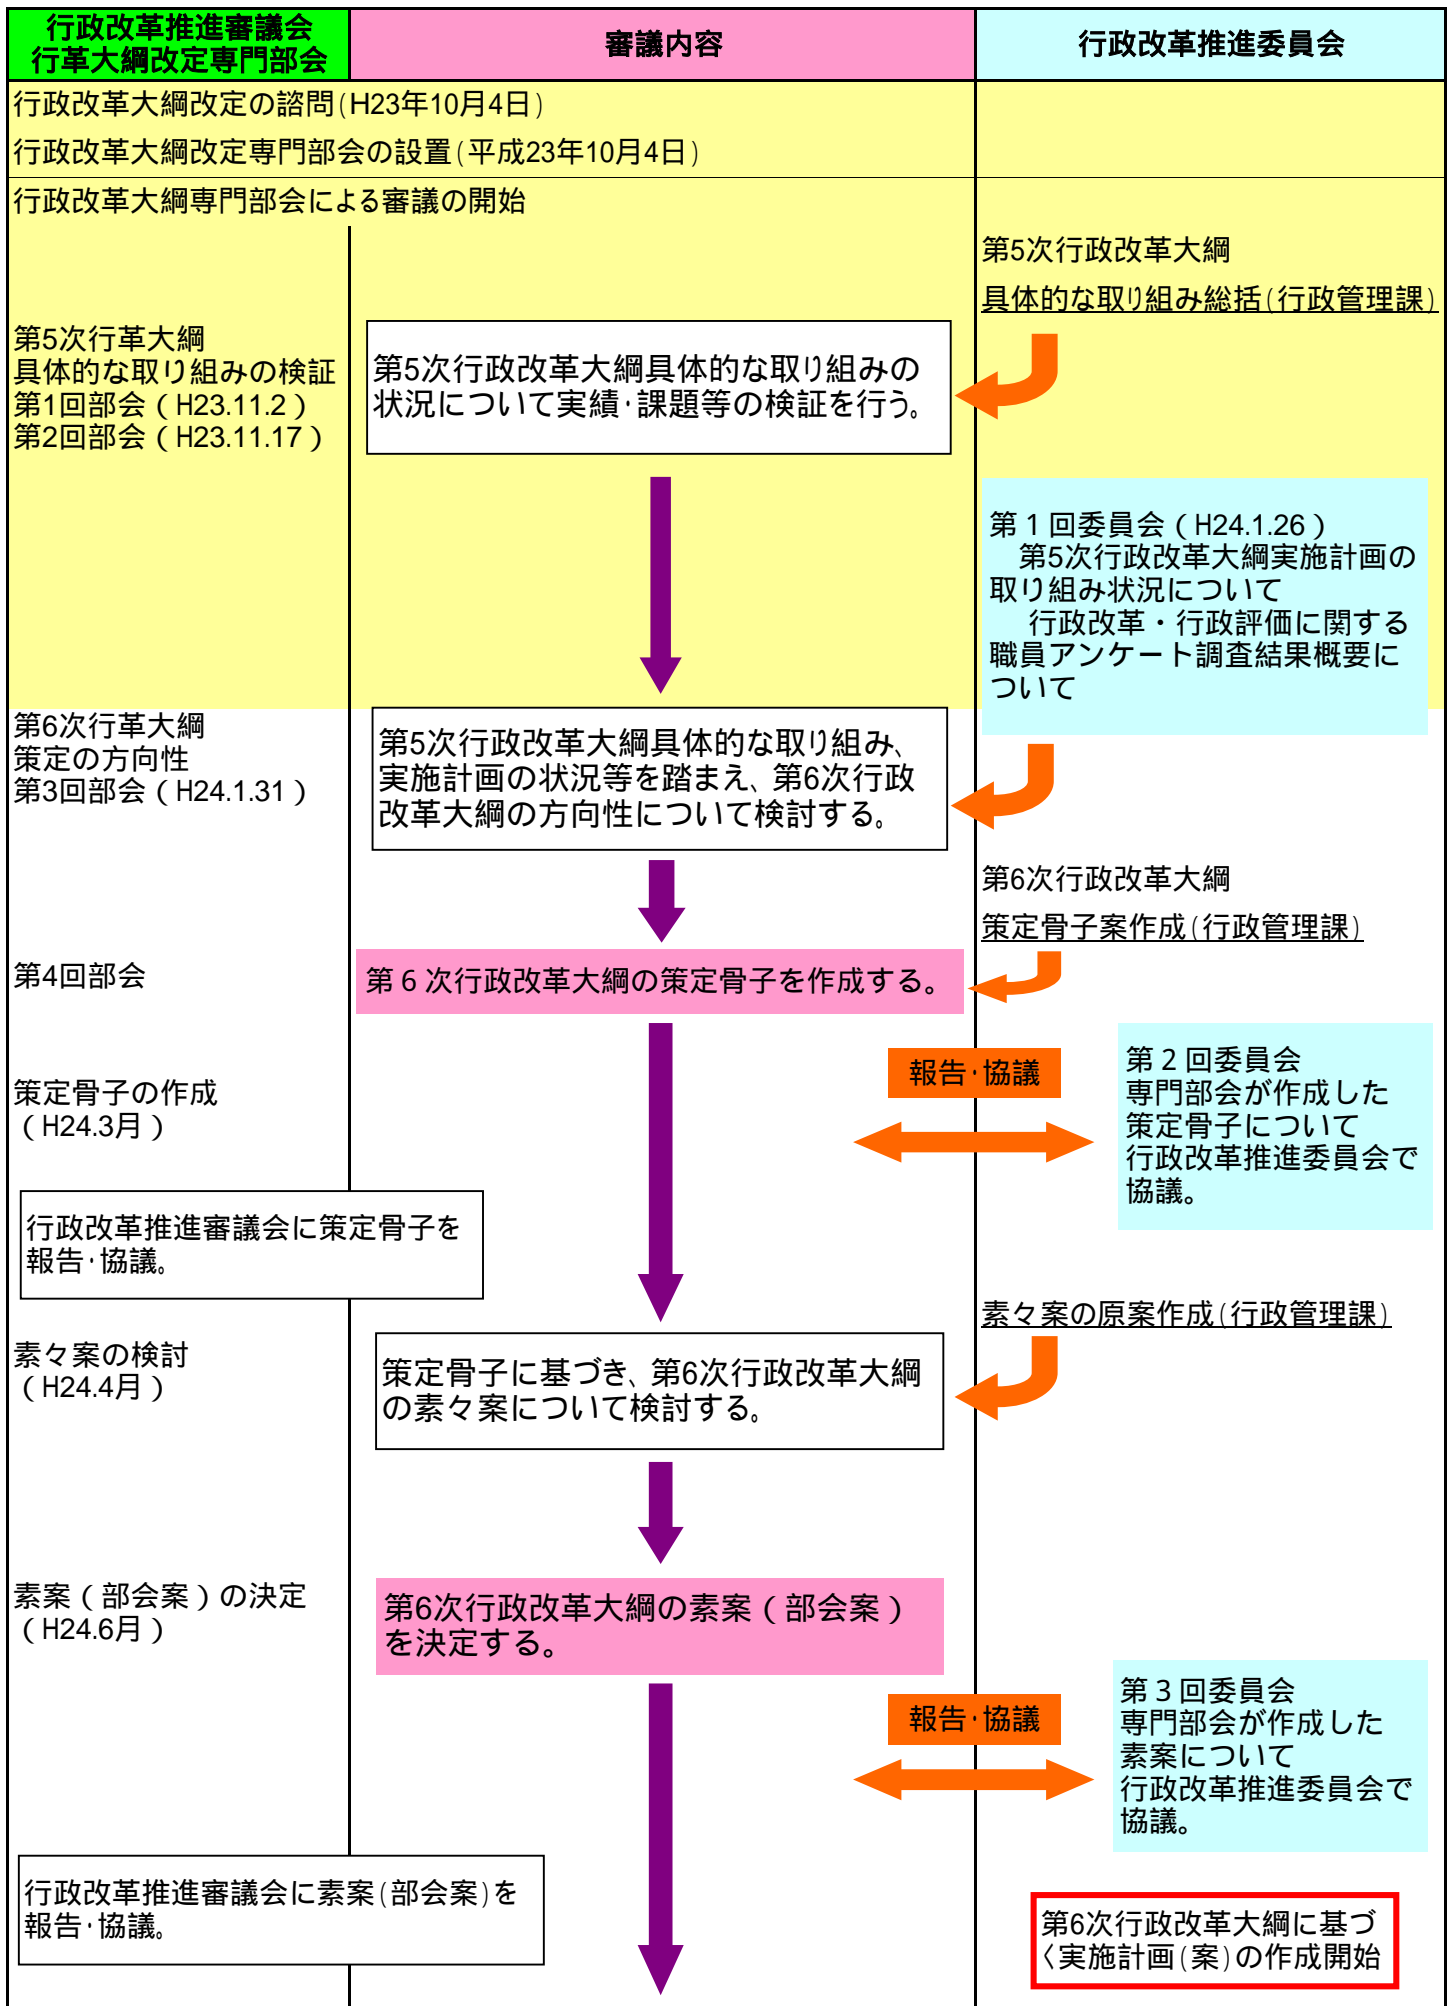 行政改革推進審議会
行革大綱改定専門部会
審議内容
行政改革推進委員会
行政改革大綱改定の諮問(H23年10月4日)
行政改革大綱改定専門部会の設置(平成23年10月4日)
行政改革大綱専門部会による審議の開始
第5次行政改革大綱
具体的な取り組み総括(行政管理課)
第5次行革大綱
具体的な取り組みの検証
第1回部会（H23.11.2）
第2回部会（H23.11.17）
第5次行政改革大綱具体的な取り組みの
状況について実績・課題等の検証を行う。
第１回委員会（H24.1.26）
第5次行政改革大綱実施計画の
取り組み状況について
行政改革・行政評価に関する
職員アンケート調査結果概要に
ついて
第6次行革大綱
策定の方向性
第3回部会（H24.1.31）
第5次行政改革大綱具体的な取り組み、
実施計画の状況等を踏まえ、第6次行政
改革大綱の方向性について検討する。
第6次行政改革大綱
策定骨子案作成(行政管理課)
第4回部会
第６次行政改革大綱の策定骨子を作成する。
策定骨子の作成
（H24.3月）
報告・協議
第２回委員会
専門部会が作成した
策定骨子について
行政改革推進委員会で
協議。
行政改革推進審議会に策定骨子を
報告・協議。
素々案の原案作成(行政管理課)
素々案の検討
（H24.4月）
策定骨子に基づき、第6次行政改革大綱
の素々案について検討する。
素案（部会案）の決定
（H24.6月）
第6次行政改革大綱の素案（部会案）
を決定する。
報告・協議
第３回委員会
専門部会が作成した
素案について
行政改革推進委員会で
協議。
行政改革推進審議会に素案(部会案)を
報告・協議。
第6次行政改革大綱に基づ
く実施計画(案)の作成開始